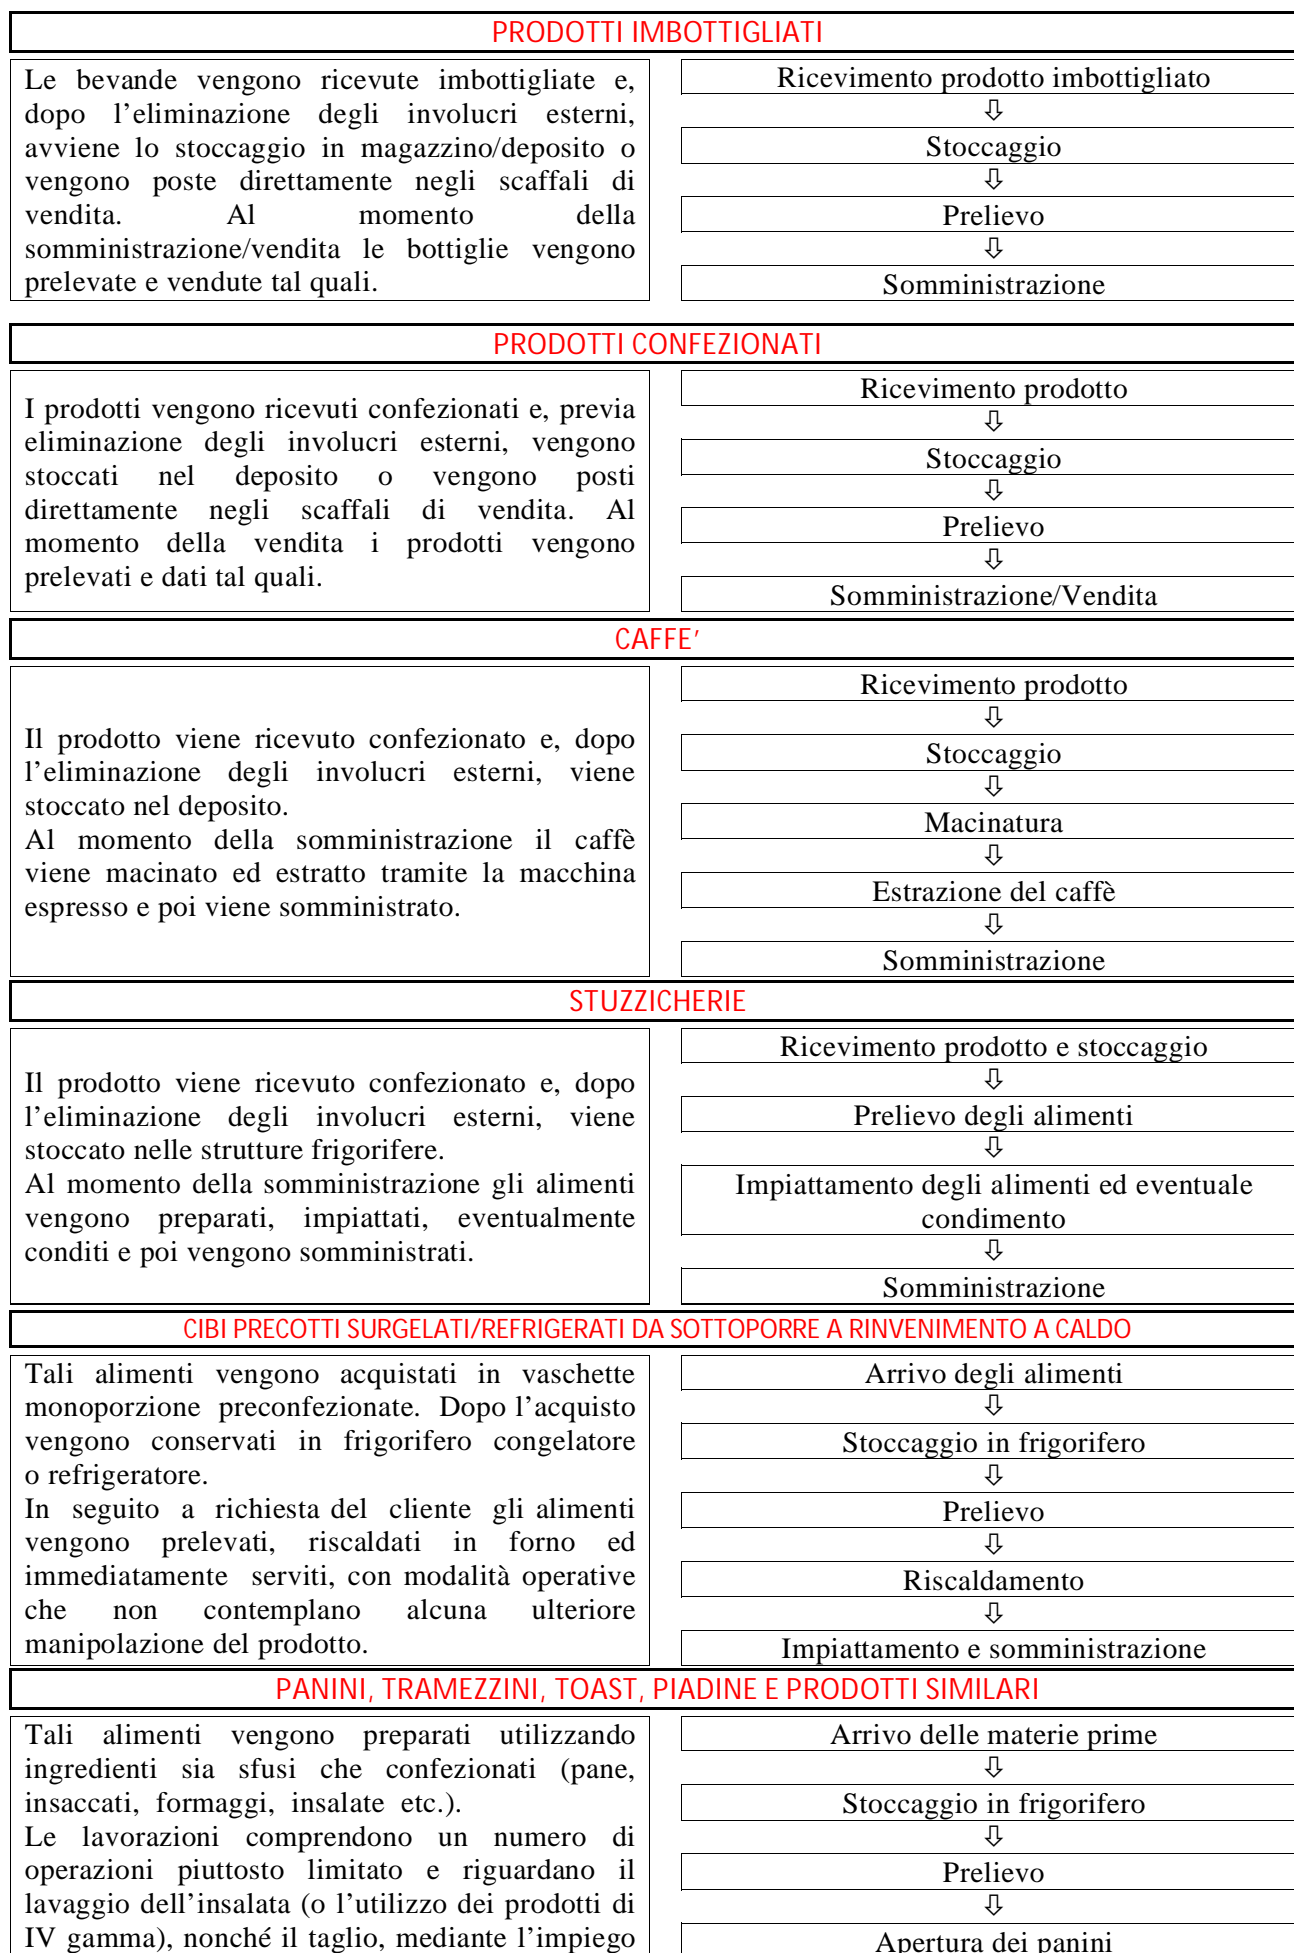 PRODOTTI IMBOTTIGLIATI
Le bevande vengono ricevute imbottigliate e,
dopo l'eliminazione degli involucri esterni,
avviene lo stoccaggio in magazzino/deposito o
vengono poste direttamente negli scaffali di
vendita. Al momento della
somministrazione/vendita le bottiglie vengono
prelevate e vendute tal quali.
Ricevimento prodotto imbottigliato
⇩
Stoccaggio
⇩
Prelievo
⇩
Somministrazione
PRODOTTI CONFEZIONATI
I prodotti vengono ricevuti confezionati e, previa
eliminazione degli involucri esterni, vengono
stoccati nel deposito o vengono posti
direttamente negli scaffali di vendita. Al
momento della vendita i prodotti vengono
prelevati e dati tal quali.
Ricevimento prodotto
⇩
Stoccaggio
⇩
Prelievo
⇩
Somministrazione/Vendita
CAFFE'
Il prodotto viene ricevuto confezionato e, dopo
l'eliminazione degli involucri esterni, viene
stoccato nel deposito.
Al momento della somministrazione il caffè
viene macinato ed estratto tramite la macchina
espresso e poi viene somministrato.
Ricevimento prodotto
⇩
Stoccaggio
⇩
Macinatura
⇩
Estrazione del caffè
⇩
Somministrazione
STUZZICHERIE
Il prodotto viene ricevuto confezionato e, dopo
l'eliminazione degli involucri esterni, viene
stoccato nelle strutture frigorifere.
Al momento della somministrazione gli alimenti
vengono preparati, impiattati, eventualmente
conditi e poi vengono somministrati.
Ricevimento prodotto e stoccaggio
⇩
Prelievo degli alimenti
⇩
Impiattamento degli alimenti ed eventuale
condimento
⇩
Somministrazione
CIBI PRECOTTI SURGELATI/REFRIGERATI DA SOTTOPORRE A RINVENIMENTO A CALDO
Tali alimenti vengono acquistati in vaschette
monoporzione preconfezionate. Dopo l'acquisto
vengono conservati in frigorifero congelatore
o refrigeratore.
In seguito a richiesta del cliente gli alimenti
vengono prelevati, riscaldati in forno ed
immediatamente serviti, con modalità operative
che non contemplano alcuna ulteriore
manipolazione del prodotto.
Arrivo degli alimenti
⇩
Stoccaggio in frigorifero
⇩
Prelievo
⇩
Riscaldamento
⇩
Impiattamento e somministrazione
PANINI, TRAMEZZINI, TOAST, PIADINE E PRODOTTI SIMILARI
Tali alimenti vengono preparati utilizzando
ingredienti sia sfusi che confezionati (pane,
insaccati, formaggi, insalate etc.).
Le lavorazioni comprendono un numero di
operazioni piuttosto limitato e riguardano il
lavaggio dell'insalata (o l'utilizzo dei prodotti di
IV gamma), nonché il taglio, mediante l'impiego
Arrivo delle materie prime
⇩
Stoccaggio in frigorifero
⇩
Prelievo
⇩
Apertura dei panini